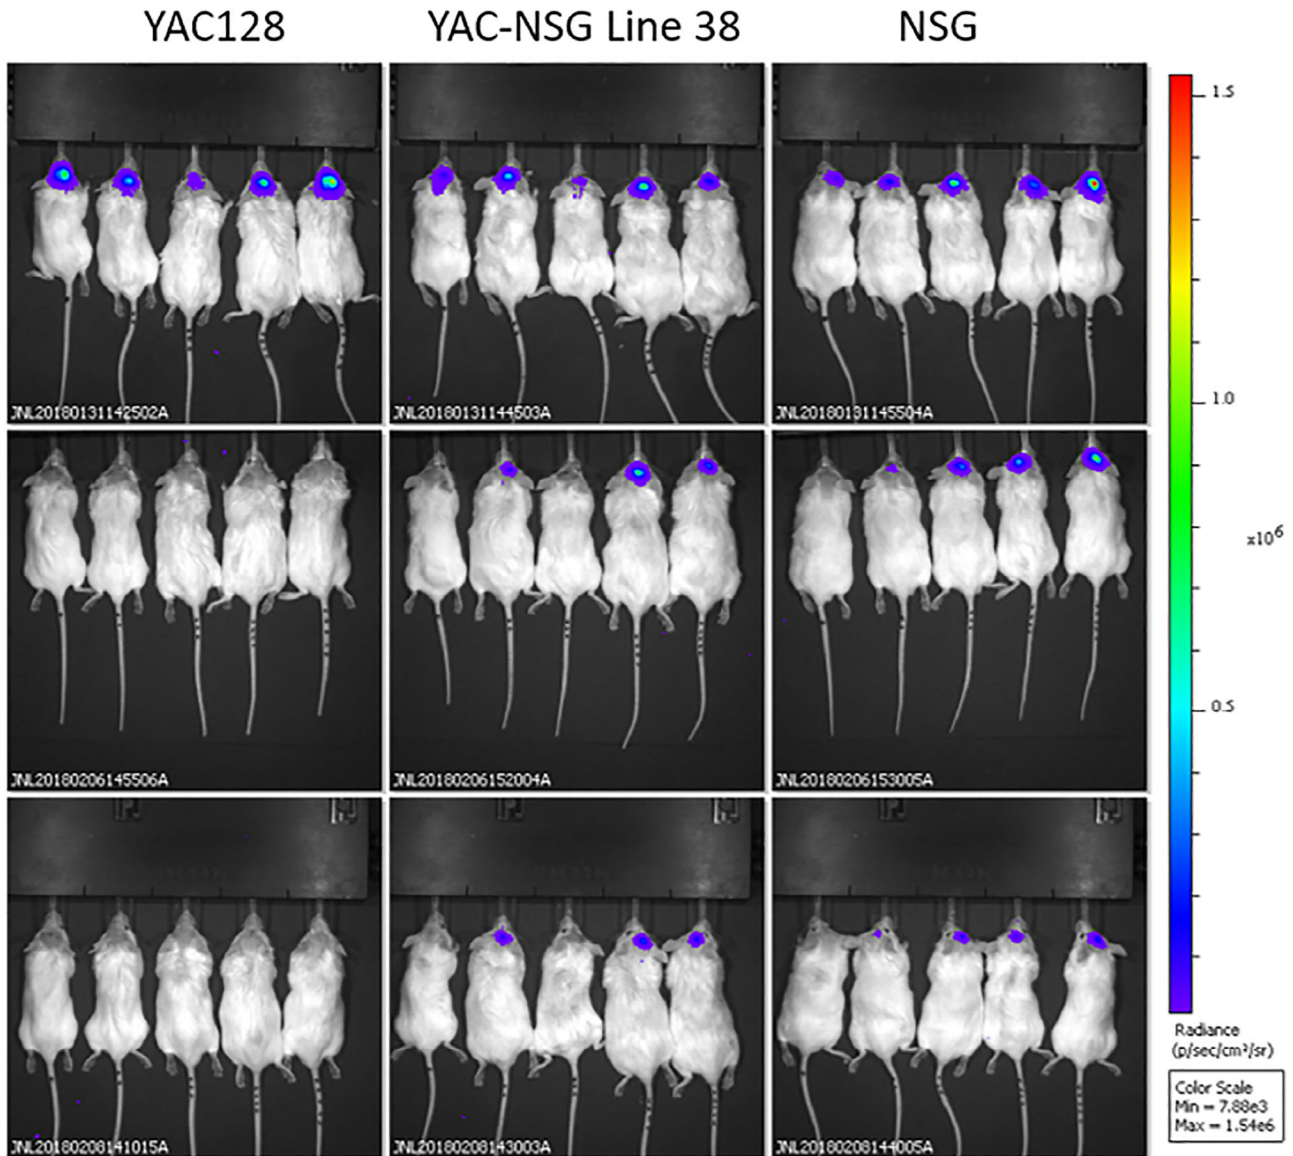 YAC128
YAC-NSG Line 38
NSG
1.5
1.0
x10⁶
0.5
JNL20180131142502A
JNL20180131144503A
JNL20180131145504A
JNL20180206145506A
JNL20180206152004A
JNL20180206153005A
JNL20180208141015A
JNL20180208143003A
JNL20180208144005A
Radiance
(p/sec/cm²/sr)
Color Scale
Min = 7.88e3
Max = 1.54e6